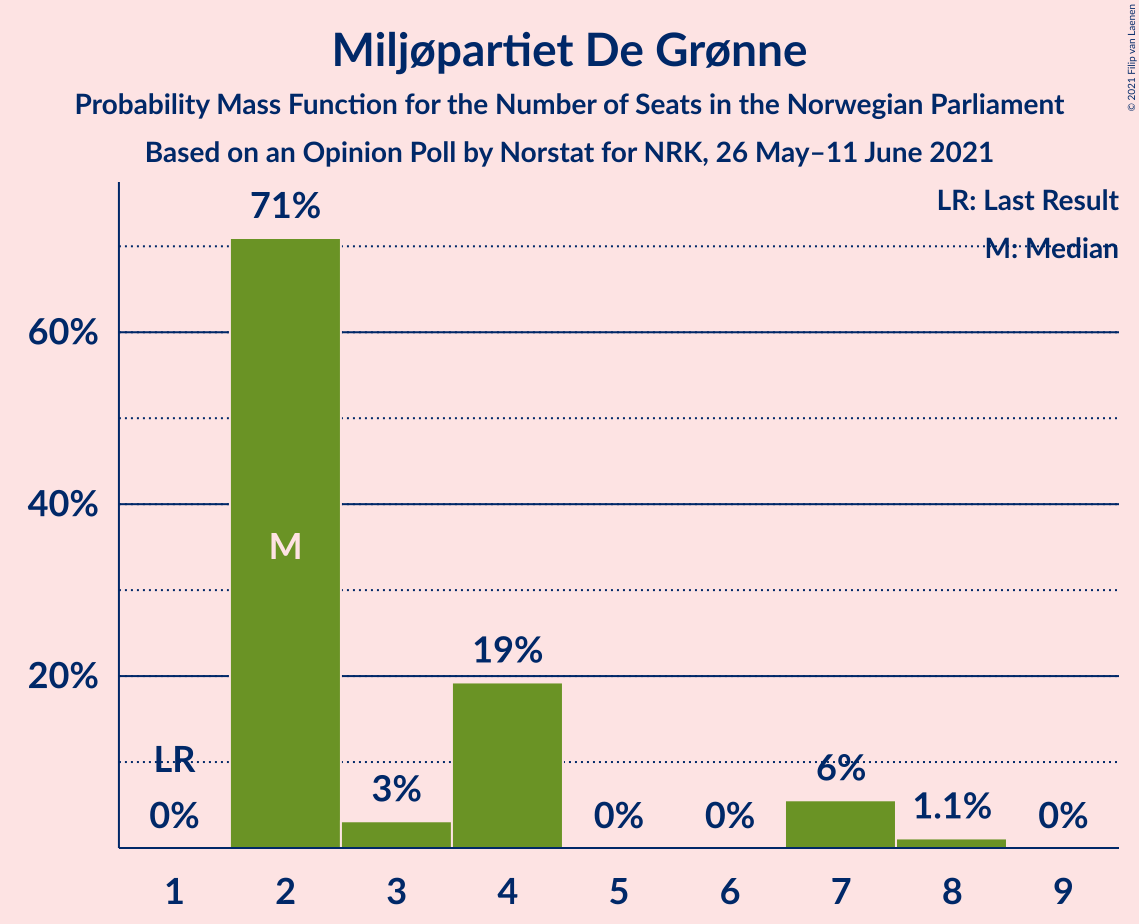 Miljøpartiet De Grønne
Probability Mass Function for the Number of Seats in the Norwegian Parliament
Based on an Opinion Poll by Norstat for NRK, 26 May–11 June 2021
© 2021 Filip van Laenen
LR: Last Result
M: Median
60%
40%
20%
LR
0%
71%
M
3%
19%
0%
0%
6%
1.1%
0%
1 2 3 4 5 6 7 8 9